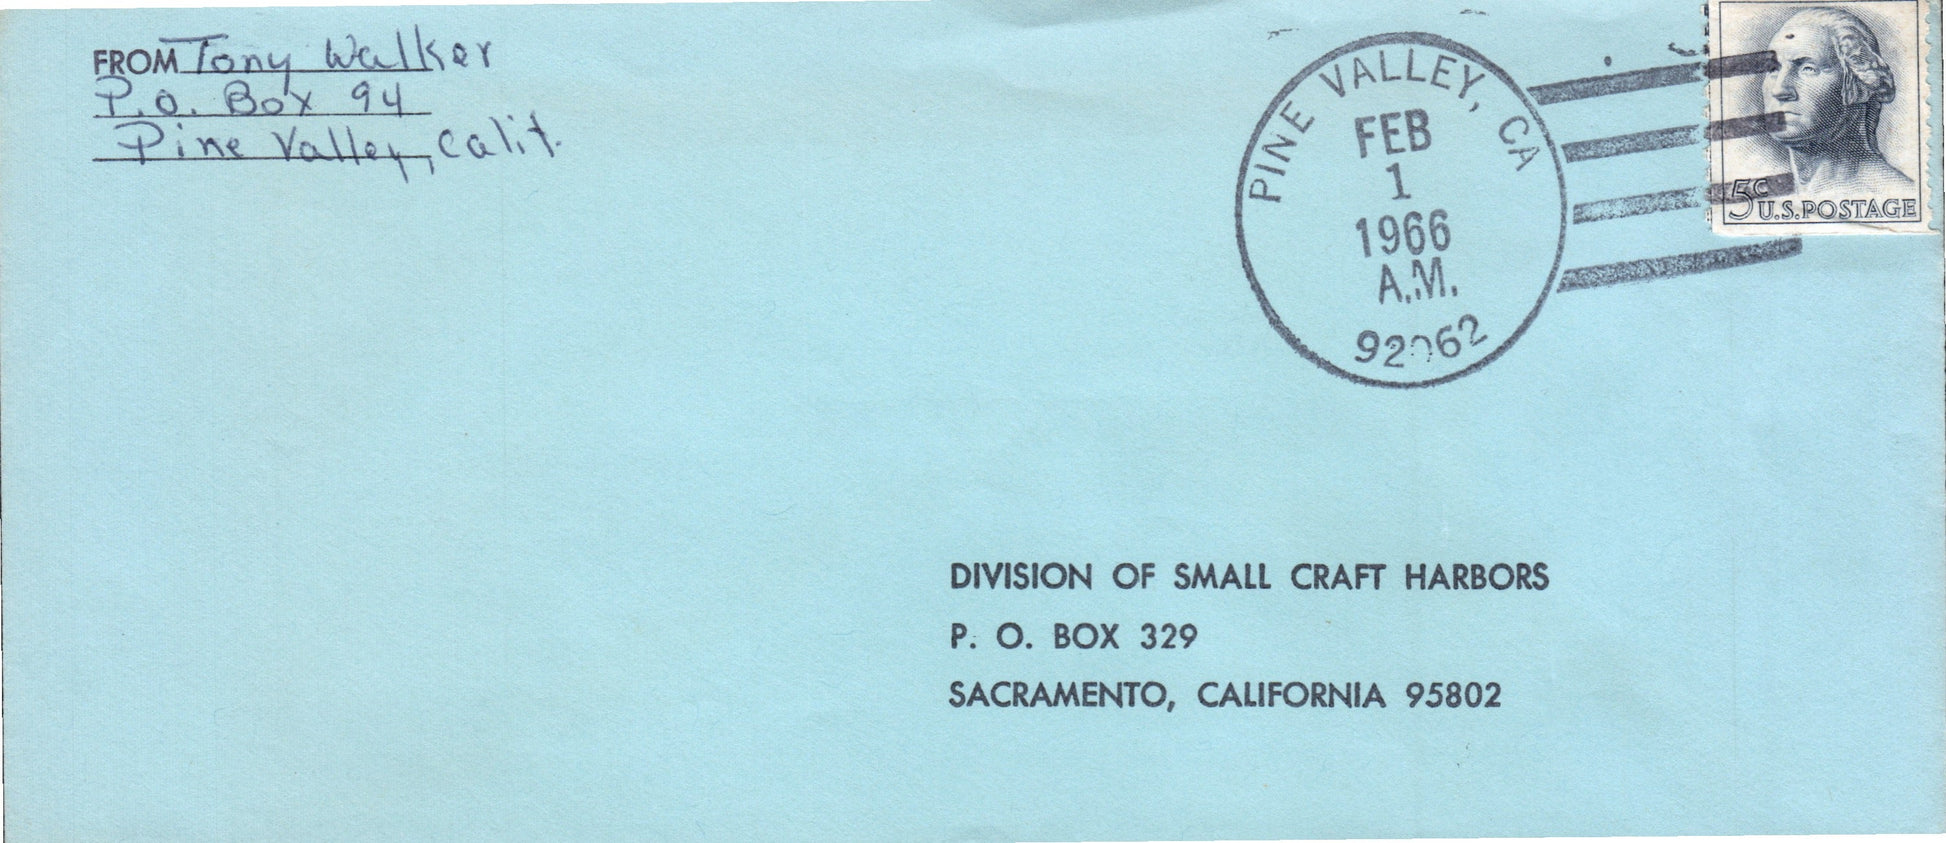 FROM Tony Walker
P.O. Box 94
Pine Valley, Calif.
PINE VALLEY, CA
FEB
1
1966
A.M.
92062
5c
U.S. POSTAGE
DIVISION OF SMALL CRAFT HARBORS
P. O. BOX 329
SACRAMENTO, CALIFORNIA 95802